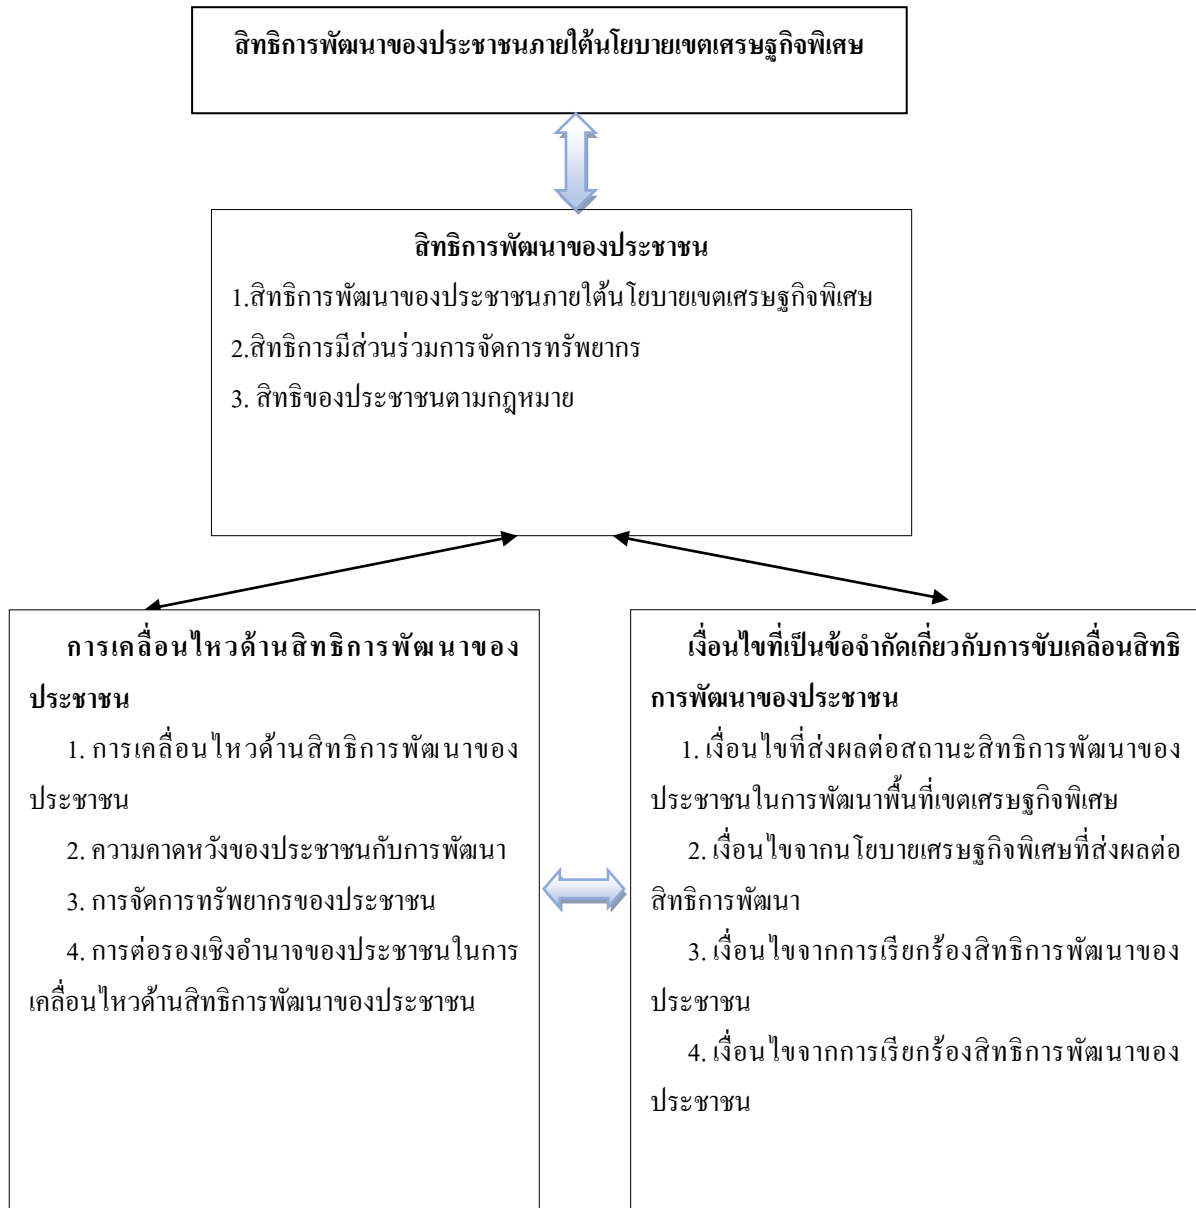 สิทธิการพัฒนาของประชาชนภายใต้นโยบายเขตเศรษฐกิจพิเศษ
สิทธิการพัฒนาของประชาชน
1.สิทธิการพัฒนาของประชาชนภายใต้นโยบายเขตเศรษฐกิจพิเศษ
2.สิทธิการมีส่วนร่วมการจัดการทรัพยากร
3. สิทธิของประชาชนตามกฎหมาย
การเคลื่อนไหวด้านสิทธิการพัฒนาของ
ประชาชน
1. การเคลื่อนไหวด้านสิทธิการพัฒนาของ
ประชาชน
2. ความคาดหวังของประชาชนกับการพัฒนา
3. การจัดการทรัพยากรของประชาชน
4. การต่อรองเชิงอำนาจของประชาชนในการ
เคลื่อนไหวด้านสิทธิการพัฒนาของประชาชน
เงื่อนไขที่เป็นข้อจำกัดเกี่ยวกับการขับเคลื่อนสิทธิ
การพัฒนาของประชาชน
1. เงื่อนไขที่ส่งผลต่อสถานะสิทธิการพัฒนาของ
ประชาชนในการพัฒนาพื้นที่เขตเศรษฐกิจพิเศษ
2. เงื่อนไขจากนโยบายเศรษฐกิจพิเศษที่ส่งผลต่อ
สิทธิการพัฒนา
3. เงื่อนไขจากการเรียกร้องสิทธิการพัฒนาของ
ประชาชน
4. เงื่อนไขจากการเรียกร้องสิทธิการพัฒนาของ
ประชาชน